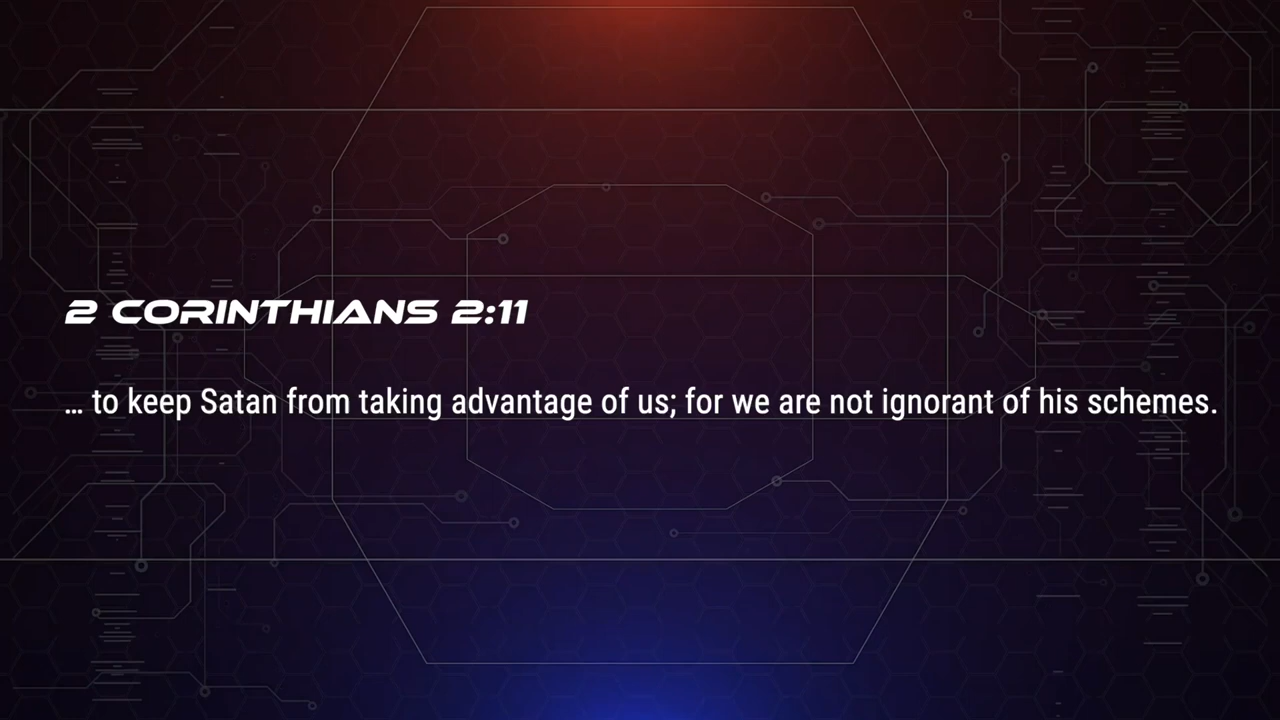 2 CORINTHIANS 2:11
… to keep Satan from taking advantage of us; for we are not ignorant of his schemes.